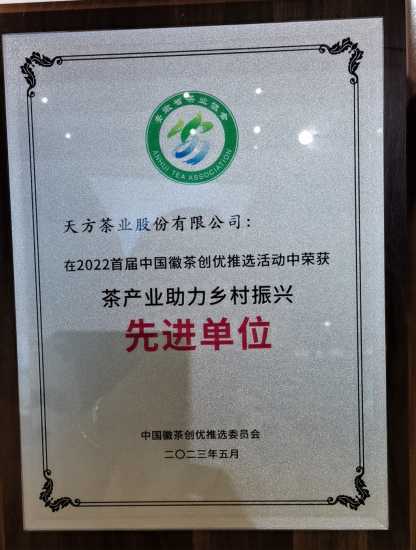 安徽省茶业协会
ANHUI TEA ASSOCIATION
天方茶业股份有限公司：
在2022首届中国徽茶创优推选活动中荣获
茶产业助力乡村振兴
先进单位
中国徽茶创优推选委员会
二〇二三年五月